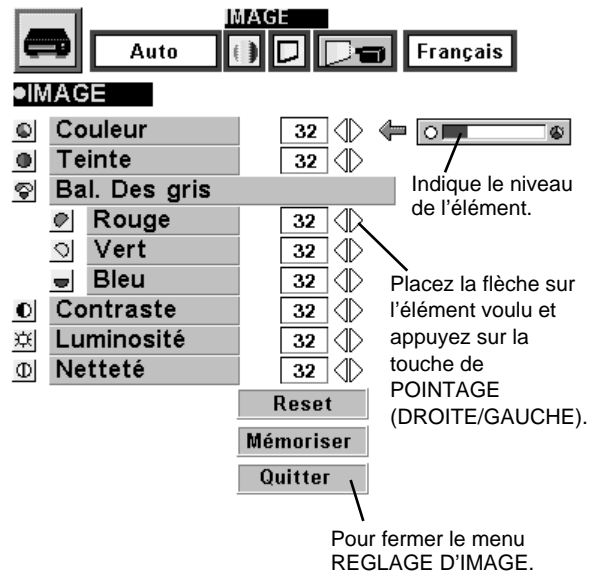 IMAGE
Auto
Français
IMAGE
Couleur 32
Teinte 32
Bal. Des gris
Rouge 32
Vert 32
Bleu 32
Contraste 32
Luminosité 32
Netteté 32
Indique le niveau
de l'élément.
Placez la flèche sur
l'élément voulu et
appuyez sur la
touche de
POINTAGE
(DROITE/GAUCHE).
Reset
Mémoriser
Quitter
Pour fermer le menu
REGLAGE D'IMAGE.